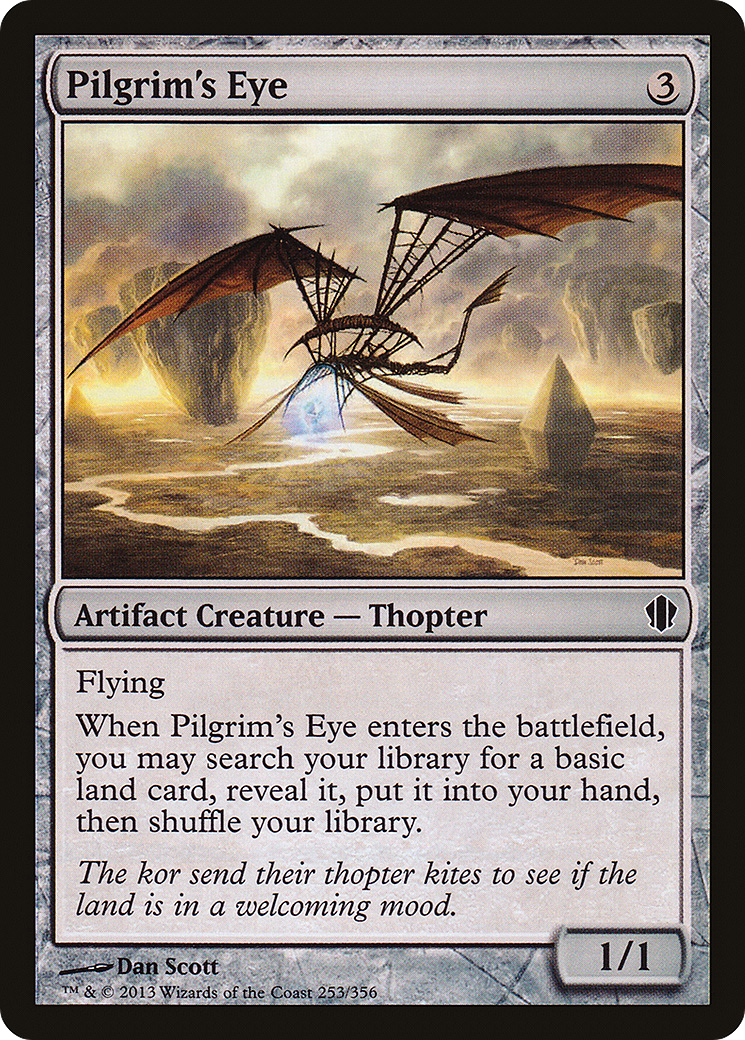 Pilgrim's Eye 3
Dan Scott
Artifact Creature — Thopter
Flying
When Pilgrim's Eye enters the battlefield,
you may search your library for a basic
land card, reveal it, put it into your hand,
then shuffle your library.
The kor send their thopter kites to see if the
land is in a welcoming mood.
1/1
Dan Scott
™ & © 2013 Wizards of the Coast 253/356